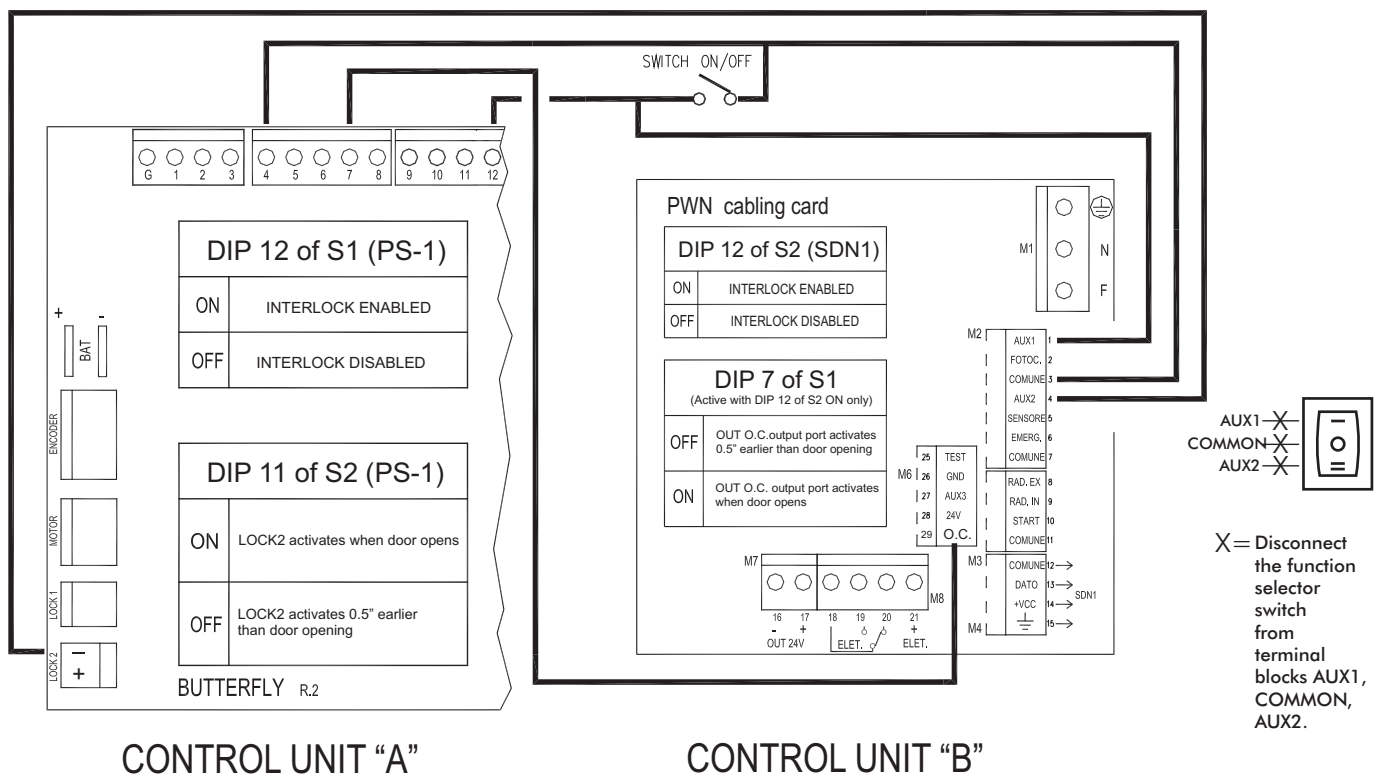 SWITCH ON/OFF
G 1 2 3 4 5 6 7 8 9 10 11 12
DIP 12 of S1 (PS-1)
ON INTERLOCK ENABLED
OFF INTERLOCK DISABLED
+ -
BAT
ENCODER
MOTOR
LOCK 1
LOCK 2
- +
DIP 11 of S2 (PS-1)
ON LOCK2 activates when door opens
OFF LOCK2 activates 0.5” earlier
than door opening
BUTTERFLY R.2
CONTROL UNIT “A”
PWN cabling card
DIP 12 of S2 (SDN1)
ON INTERLOCK ENABLED
OFF INTERLOCK DISABLED
DIP 7 of S1
(Active with DIP 12 of S2 ON only)
OFF OUT O.C.output port activates
0.5” earlier than door opening
ON OUT O.C. output port activates
when door opens
M1
N
F
M2
AUX1 1
FOTOC. 2
COMUNE 3
AUX2 4
SENSORE 5
EMERG. 6
COMUNE 7
RAD. EX 8
RAD. IN 9
START 10
COMUNE 11
M3
COMUNE 12
DATO 13
+VCC 14
15
SDN1
M4
M6
25 TEST
26 GND
27 AUX3
28 24V
29 O.C.
M7
M8
16 17 18 19 20 21
- + +
OUT 24V ELET. ELET.
CONTROL UNIT “B”
AUX1 X
COMMON X
AUX2 X
X= Disconnect
the function
selector
switch
from
terminal
blocks AUX1,
COMMON,
AUX2.